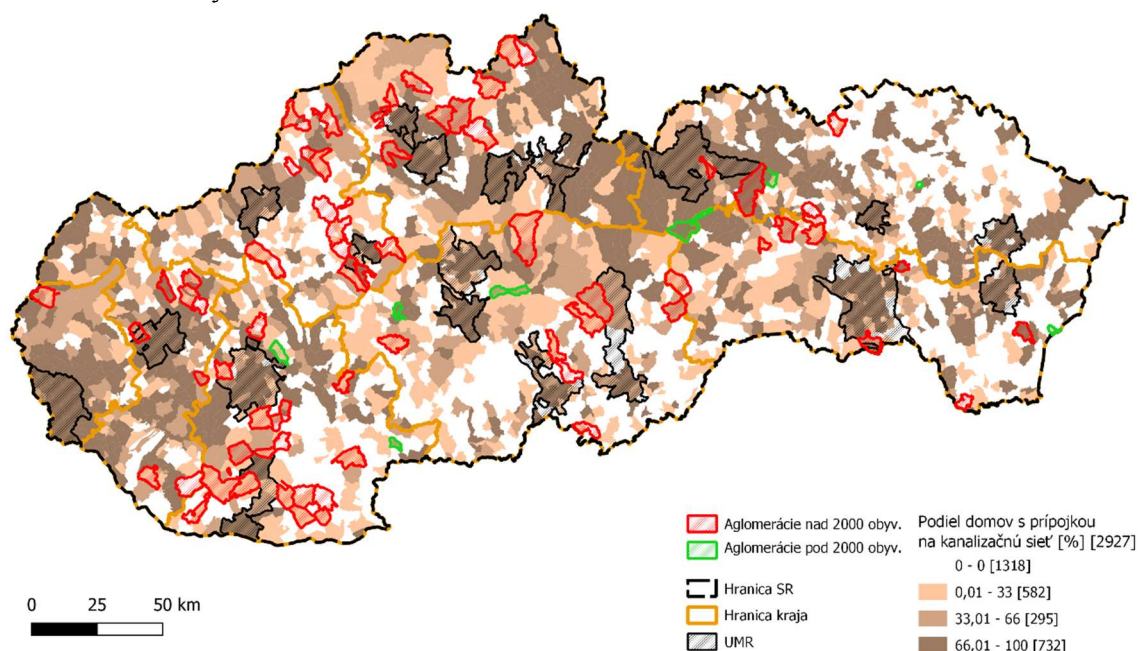 Aglomerácie nad 2000 obyv.
Aglomerácie pod 2000 obyv.
Hranica SR
Hranica kraja
UMR
Podiel domov s prípojkou
na kanalizačnú sieť [%] [2927]
0 - 0 [1318]
0,01 - 33 [582]
33,01 - 66 [295]
66,01 - 100 [732]
0 25 50 km